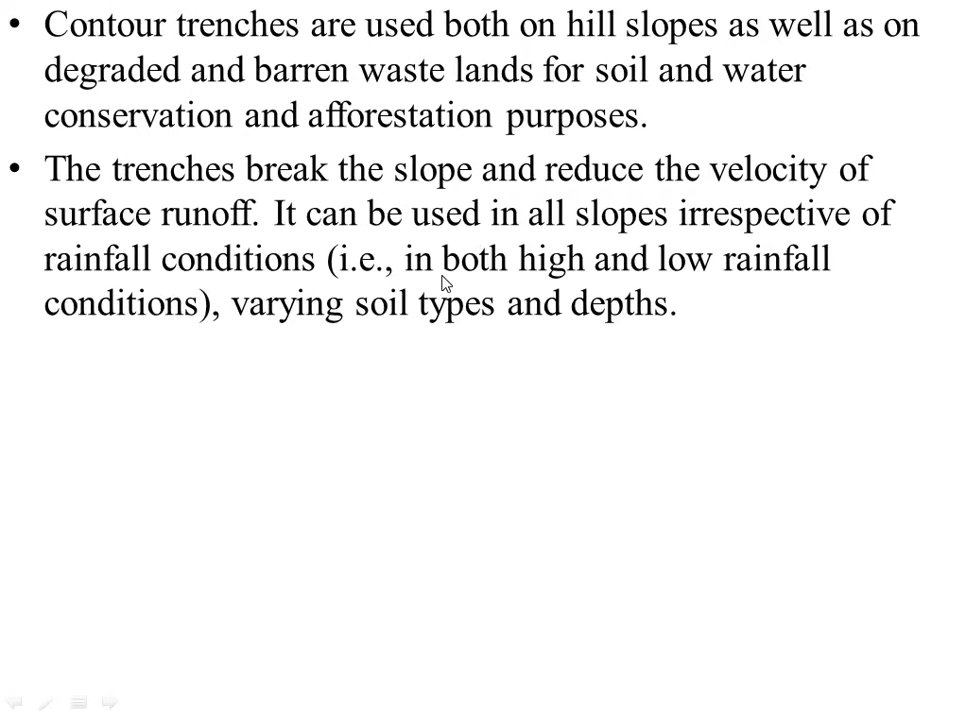 • Contour trenches are used both on hill slopes as well as on
degraded and barren waste lands for soil and water
conservation and afforestation purposes.
• The trenches break the slope and reduce the velocity of
surface runoff. It can be used in all slopes irrespective of
rainfall conditions (i.e., in both high and low rainfall
conditions), varying soil types and depths.